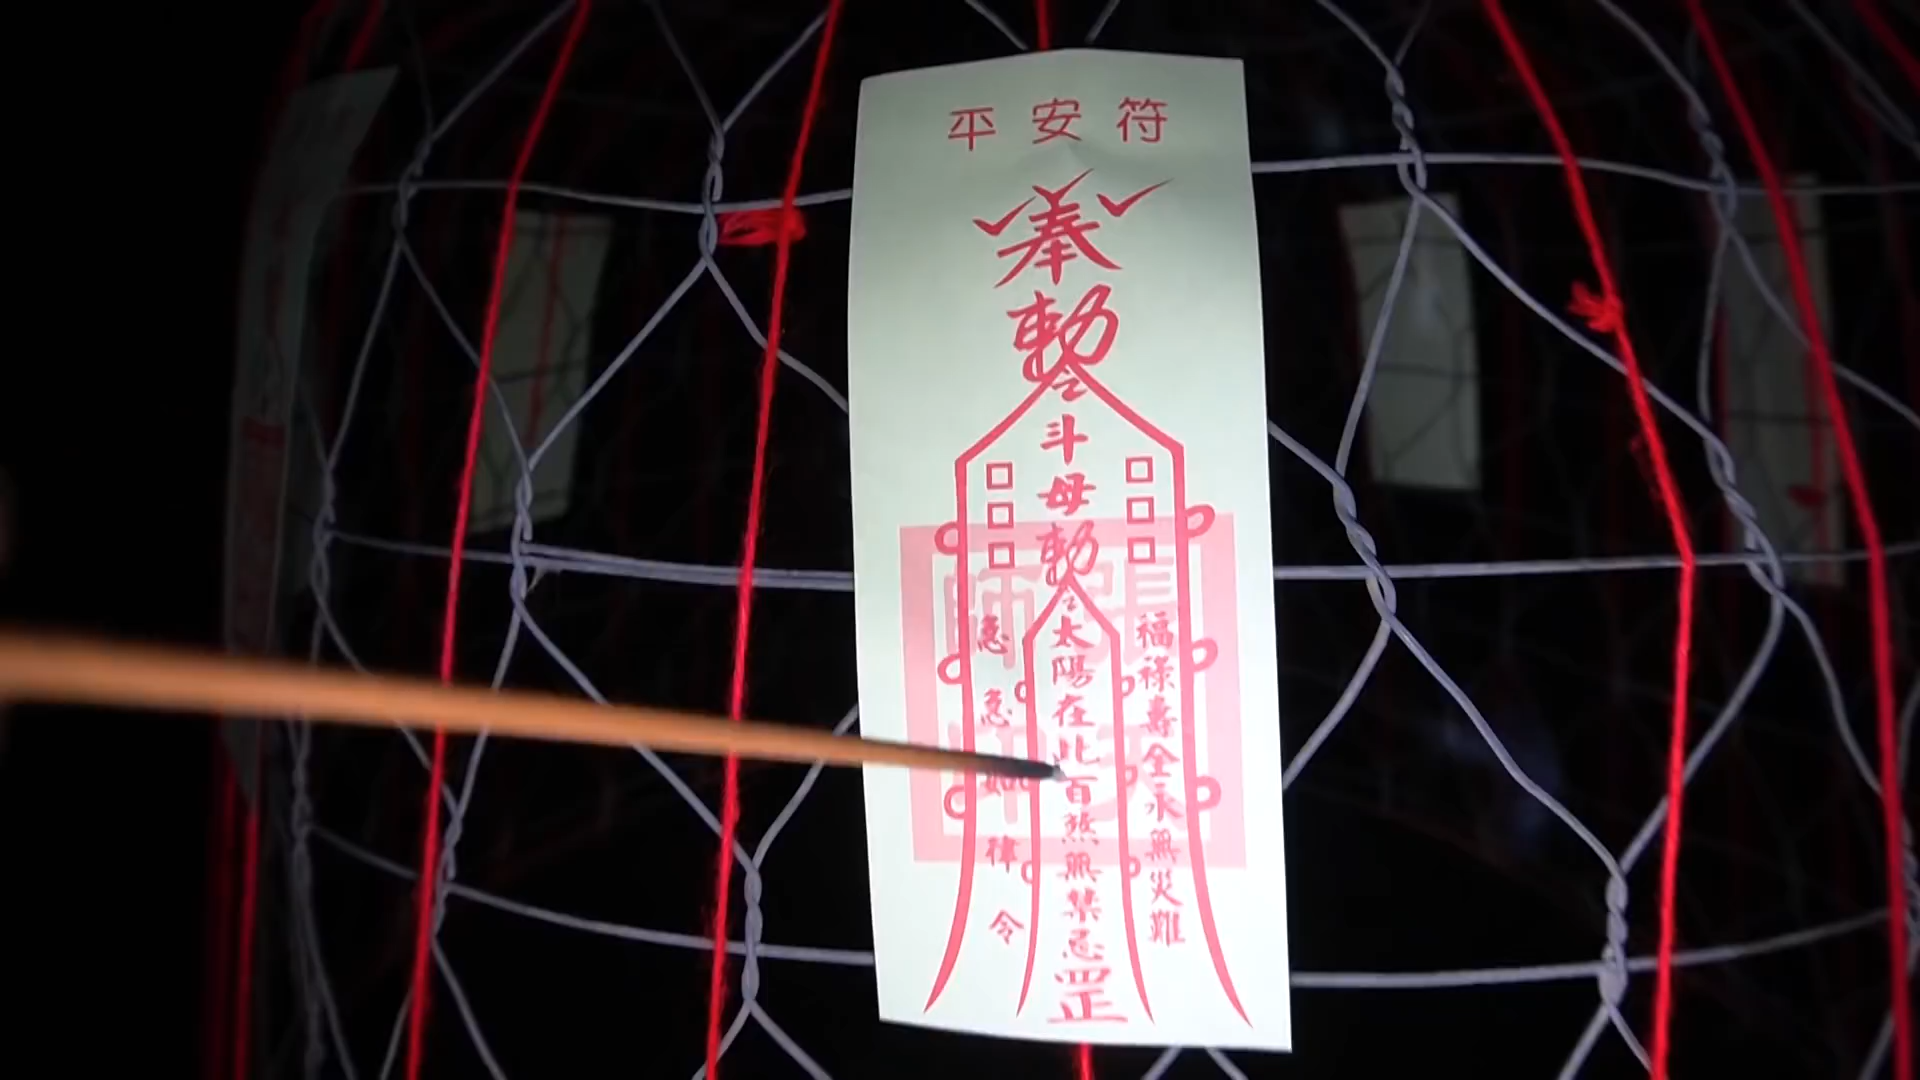 平安符
奉
勅令
斗母勅令
福祿壽全永無災難
太陽在此百煞無禁忌罡
急急如律令